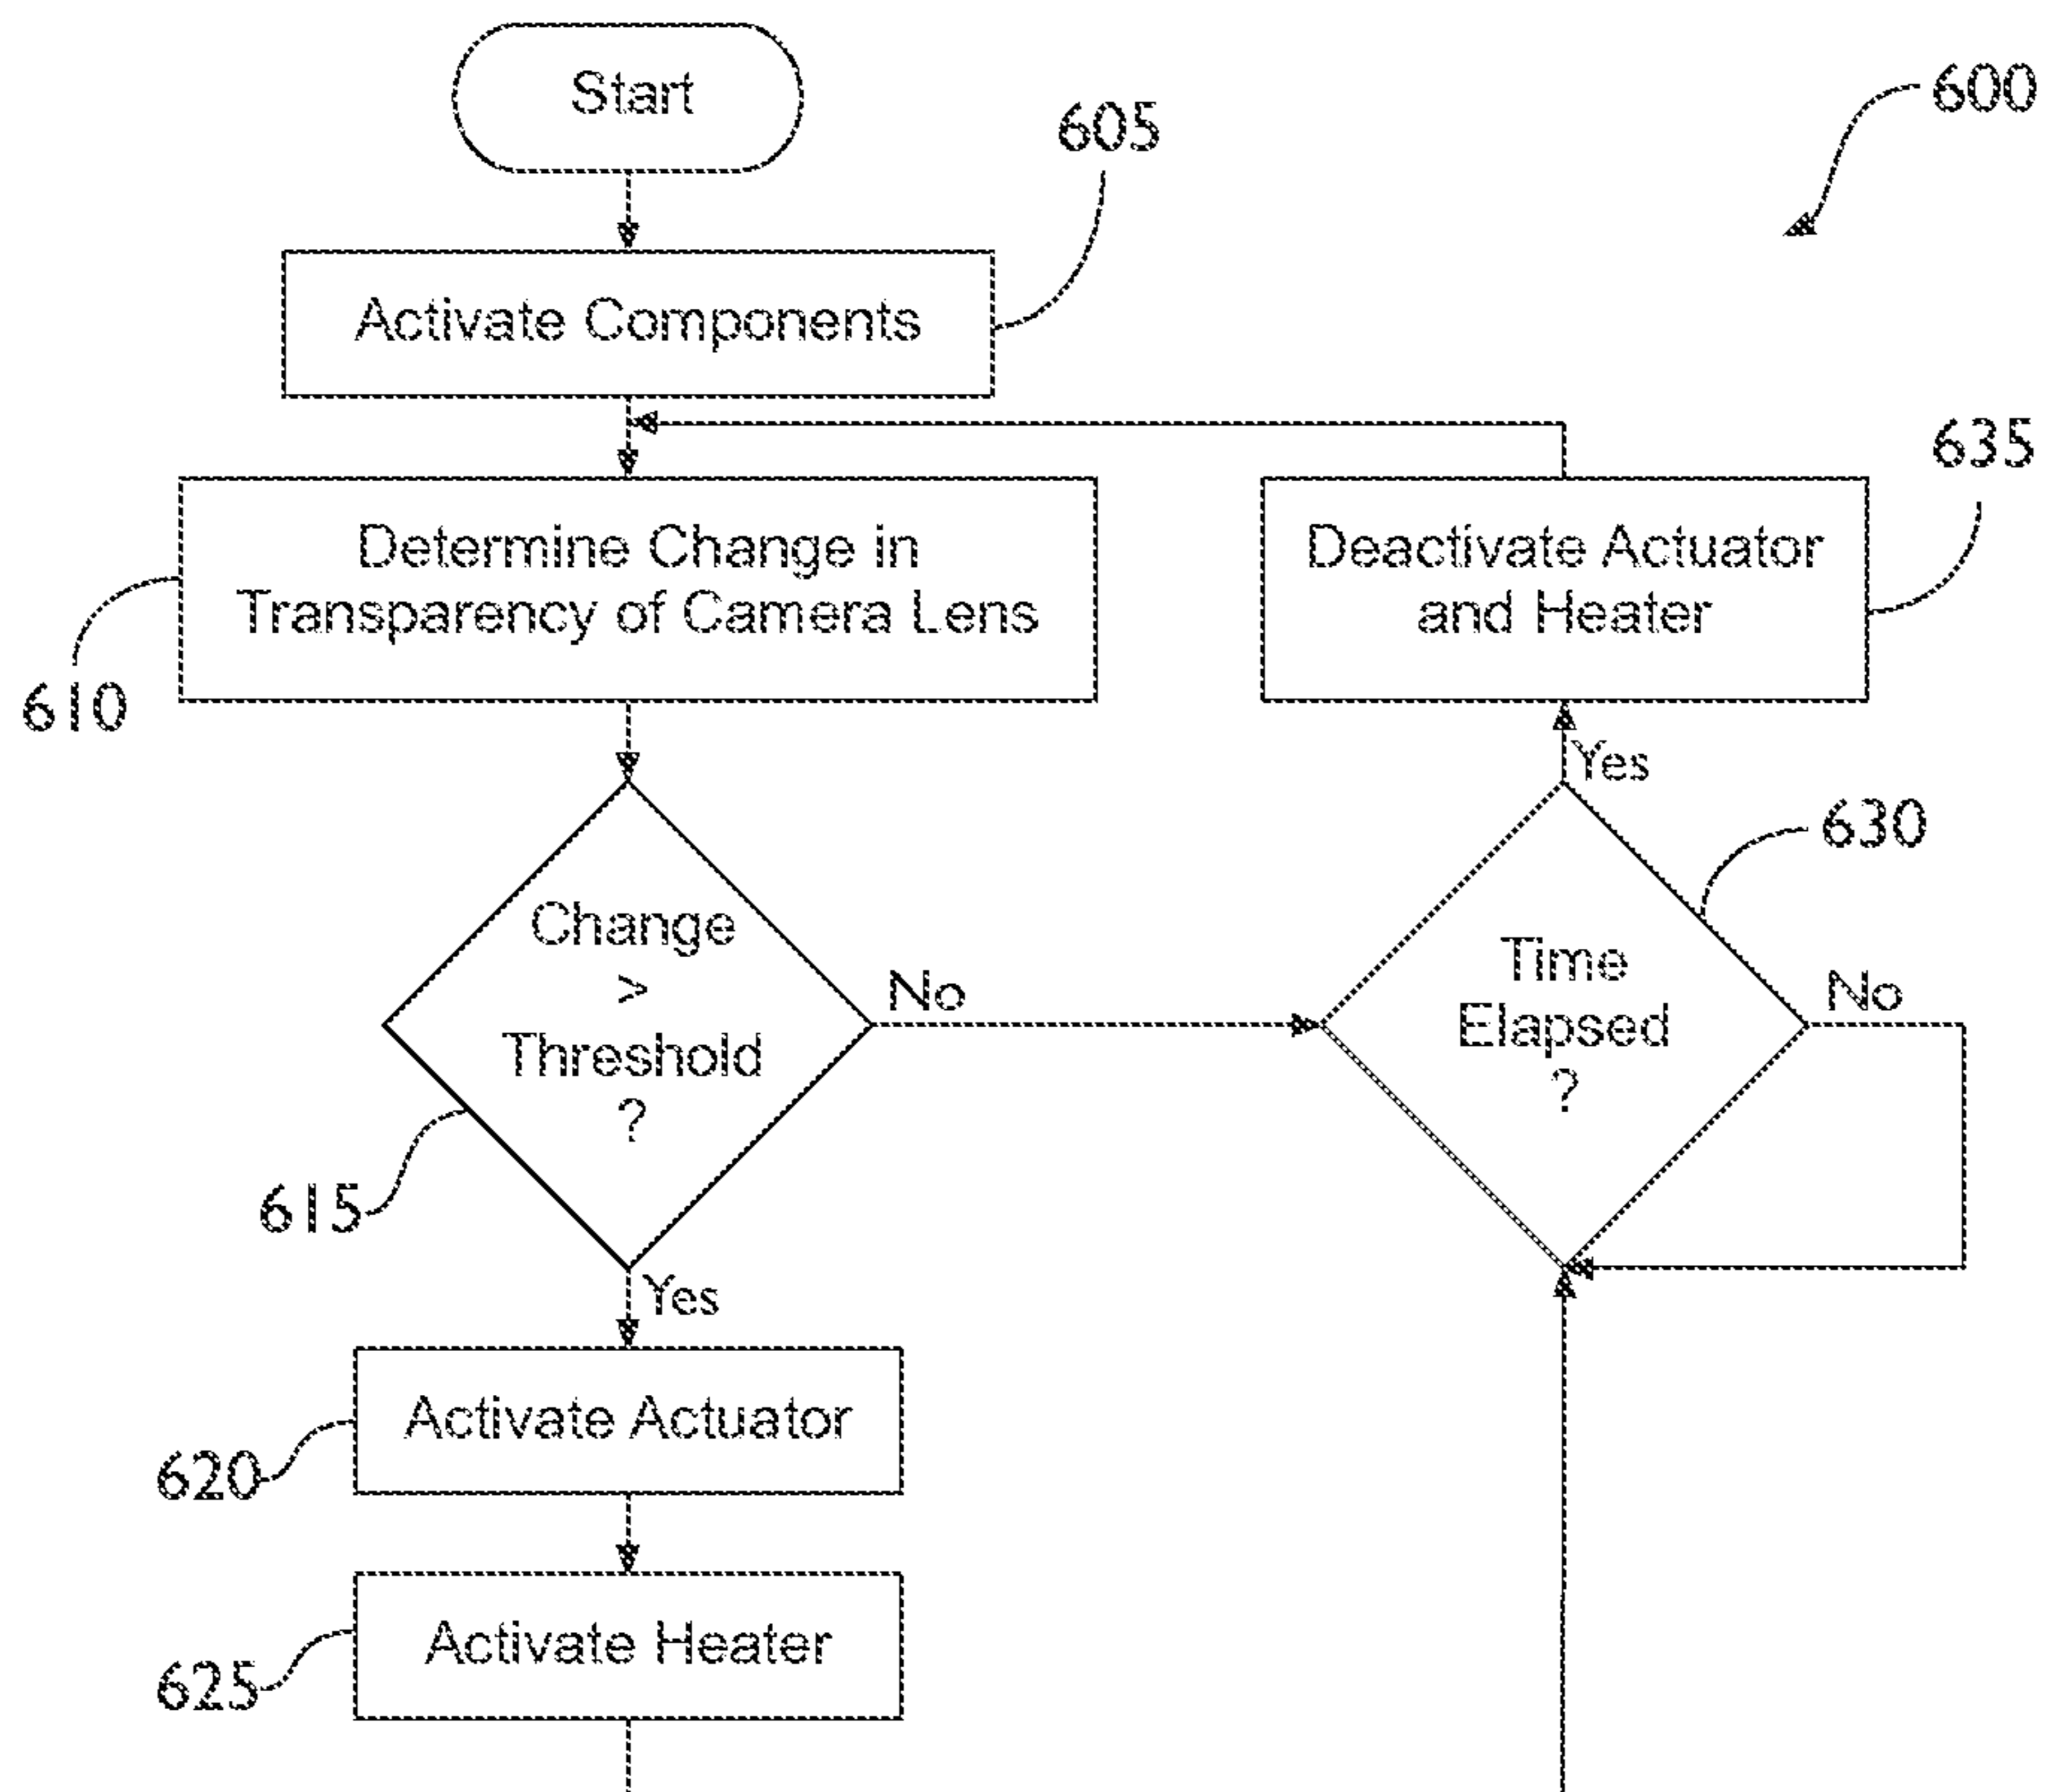 Start
600
605
Activate Components
635
Determine Change in
Transparency of Camera Lens
Deactivate Actuator
and Heater
610
Yes
630
Change
>
Threshold
?
No
Time
Elapsed
?
No
615
Yes
Activate Actuator
620
Activate Heater
625